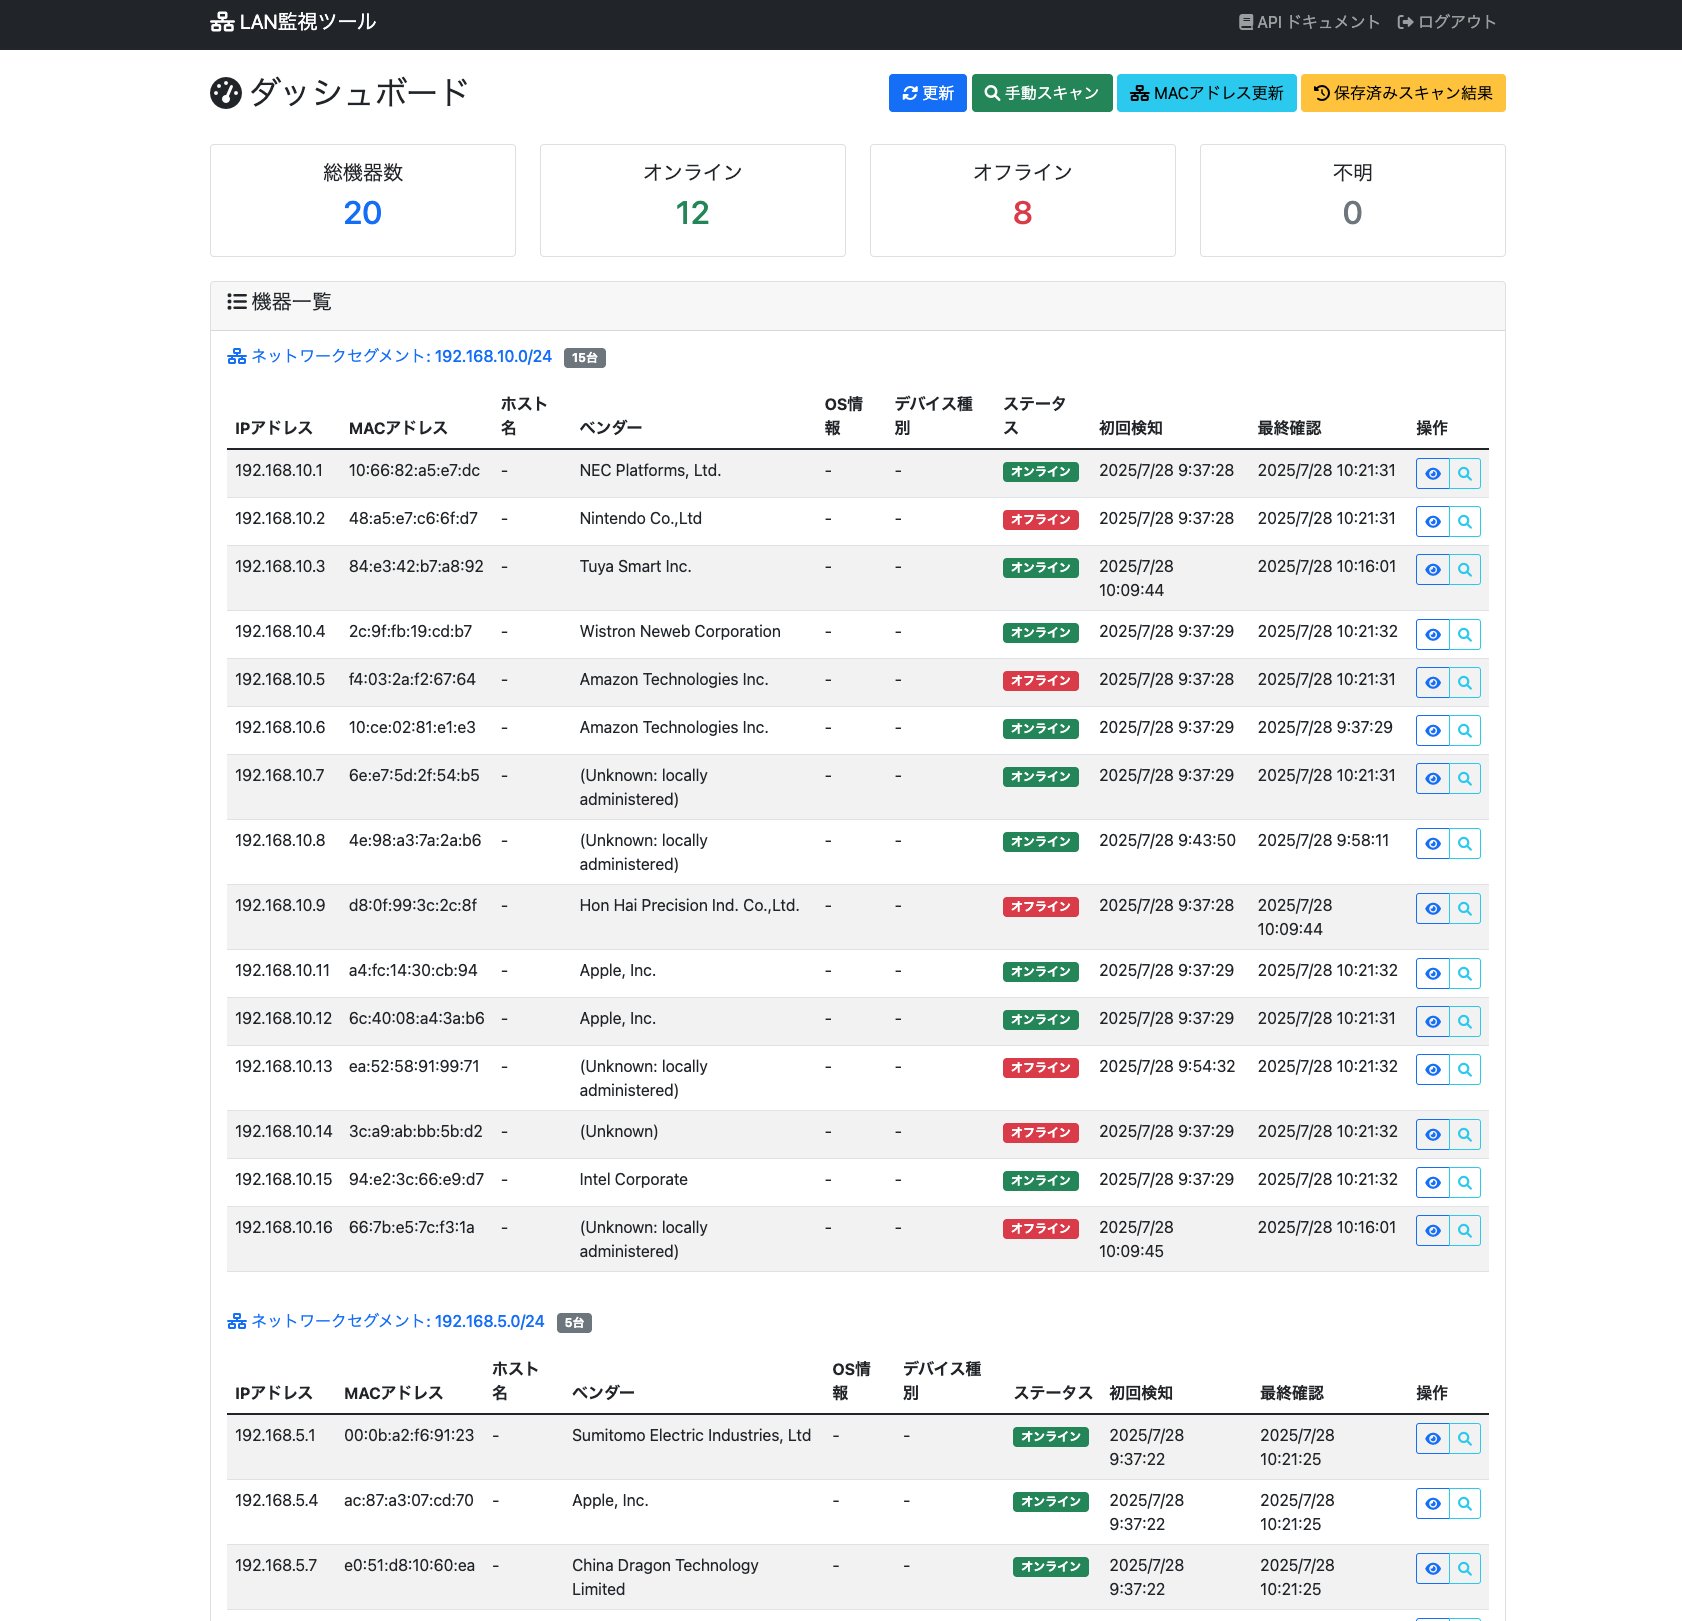 LAN監視ツール
API ドキュメント ログアウト
ダッシュボード
更新 手動スキャン MACアドレス更新 保存済みスキャン結果
総機器数 オンライン オフライン 不明
20 12 8 0
機器一覧
ネットワークセグメント: 192.168.10.0/24 15台
IPアドレス MACアドレス ホスト名 ベンダー OS情報 デバイス種別 ステータス 初回検知 最終確認 操作
192.168.10.1 10:66:82:a5:e7:dc - NEC Platforms, Ltd. - - オンライン 2025/7/28 9:37:28 2025/7/28 10:21:31
192.168.10.2 48:a5:e7:c6:6f:d7 - Nintendo Co.,Ltd - - オフライン 2025/7/28 9:37:28 2025/7/28 10:21:31
192.168.10.3 84:e3:42:b7:a8:92 - Tuya Smart Inc. - - オンライン 2025/7/28 10:09:44 2025/7/28 10:16:01
192.168.10.4 2c:9f:fb:19:cd:b7 - Wistron Neweb Corporation - - オンライン 2025/7/28 9:37:29 2025/7/28 10:21:32
192.168.10.5 f4:03:2a:f2:67:64 - Amazon Technologies Inc. - - オフライン 2025/7/28 9:37:28 2025/7/28 10:21:31
192.168.10.6 10:ce:02:81:e1:e3 - Amazon Technologies Inc. - - オンライン 2025/7/28 9:37:29 2025/7/28 9:37:29
192.168.10.7 6e:e7:5d:2f:54:b5 - (Unknown: locally administered) - - オンライン 2025/7/28 9:37:29 2025/7/28 10:21:31
192.168.10.8 4e:98:a3:7a:2a:b6 - (Unknown: locally administered) - - オンライン 2025/7/28 9:43:50 2025/7/28 9:58:11
192.168.10.9 d8:0f:99:3c:2c:8f - Hon Hai Precision Ind. Co.,Ltd. - - オフライン 2025/7/28 9:37:28 2025/7/28 10:09:44
192.168.10.11 a4:fc:14:30:cb:94 - Apple, Inc. - - オンライン 2025/7/28 9:37:29 2025/7/28 10:21:32
192.168.10.12 6c:40:08:a4:3a:b6 - Apple, Inc. - - オンライン 2025/7/28 9:37:29 2025/7/28 10:21:31
192.168.10.13 ea:52:58:91:99:71 - (Unknown: locally administered) - - オフライン 2025/7/28 9:54:32 2025/7/28 10:21:32
192.168.10.14 3c:a9:ab:bb:5b:d2 - (Unknown) - - オフライン 2025/7/28 9:37:29 2025/7/28 10:21:32
192.168.10.15 94:e2:3c:66:e9:d7 - Intel Corporate - - オンライン 2025/7/28 9:37:29 2025/7/28 10:21:32
192.168.10.16 66:7b:e5:7c:f3:1a - (Unknown: locally administered) - - オフライン 2025/7/28 10:09:45 2025/7/28 10:16:01
ネットワークセグメント: 192.168.5.0/24 5台
IPアドレス MACアドレス ホスト名 ベンダー OS情報 デバイス種別 ステータス 初回検知 最終確認 操作
192.168.5.1 00:0b:a2:f6:91:23 - Sumitomo Electric Industries, Ltd - - オンライン 2025/7/28 9:37:22 2025/7/28 10:21:25
192.168.5.4 ac:87:a3:07:cd:70 - Apple, Inc. - - オンライン 2025/7/28 9:37:22 2025/7/28 10:21:25
192.168.5.7 e0:51:d8:10:60:ea - China Dragon Technology Limited - - オンライン 2025/7/28 9:37:22 2025/7/28 10:21:25